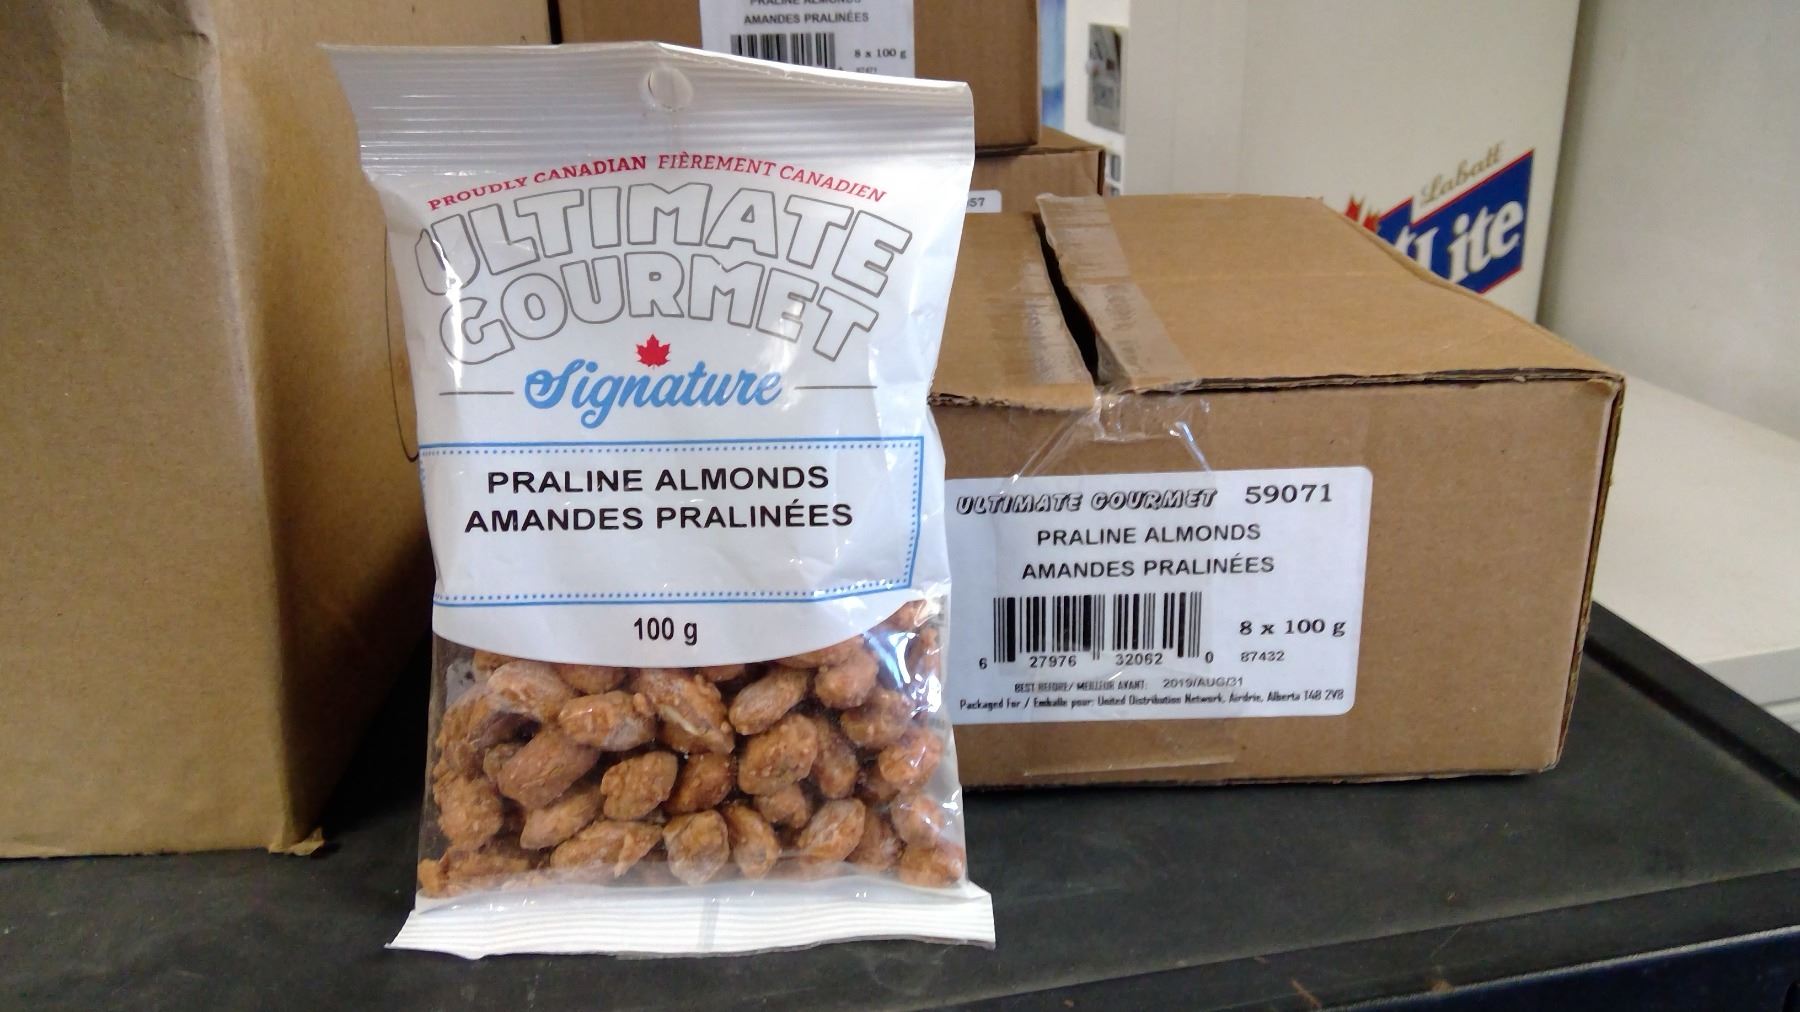 PRALINE ALMONDS
AMANDES PRALINÉES
8 x 100 g
PROUDLY CANADIAN FIÈREMENT CANADIEN
ULTIMATE
GOURMET
Signature
PRALINE ALMONDS
AMANDES PRALINÉES
100 g
57
Labatt
Lite
ULTIMATE GOURMET 59071
PRALINE ALMONDS
AMANDES PRALINÉES
8 x 100 g
6 27976 32062 0 87432
BEST BEFORE/ MEILLEUR AVANT: 2019/AUG/31
Packaged For / Emballe pour: United Distribution Network, Airdrie, Alberta T4B 2V8